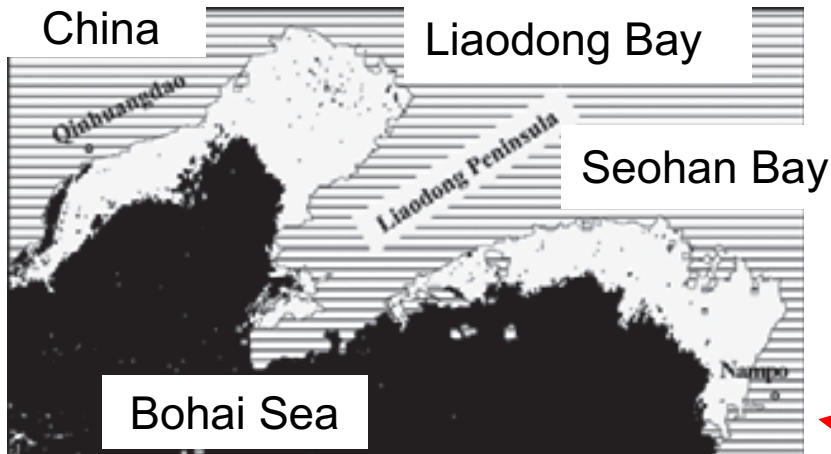 China
Liaodong Bay
Qinhuangdao
Liaodong Peninsula
Seohan Bay
Nampo
Bohai Sea